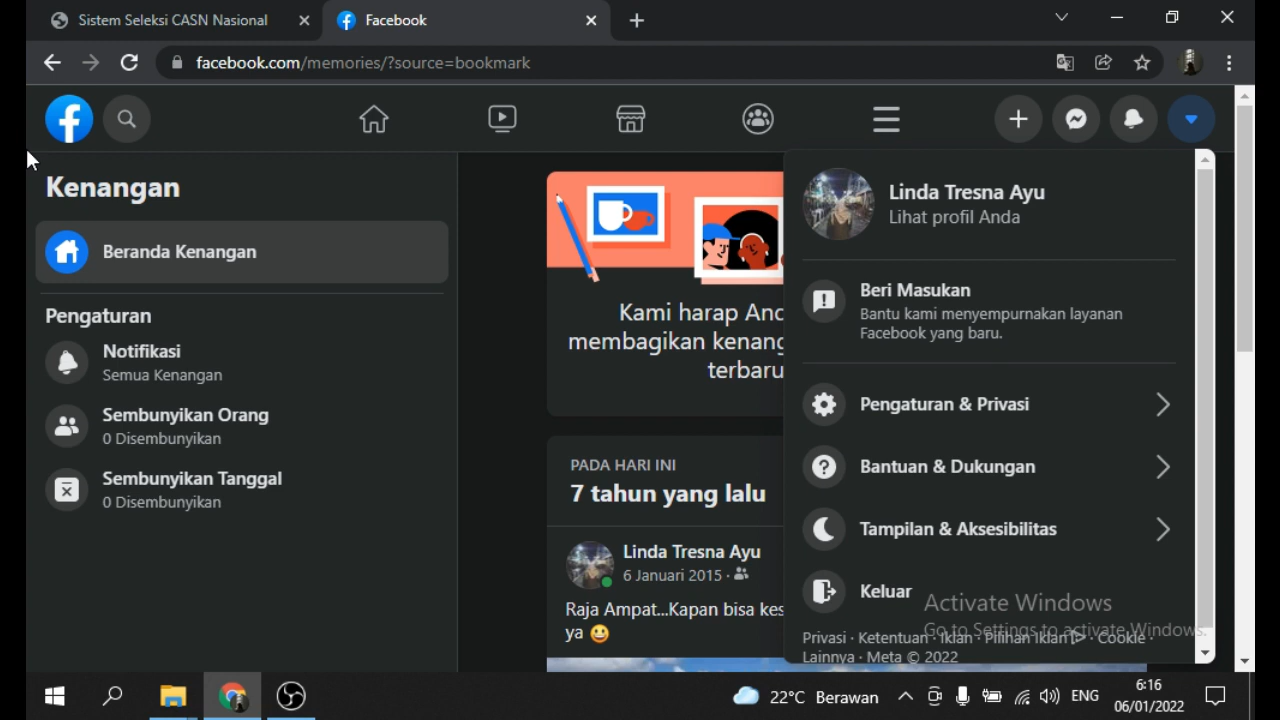 Sistem Seleksi CASN Nasional
Facebook
facebook.com/memories/?source=bookmark
Kenangan
Beranda Kenangan
Pengaturan
Notifikasi
Semua Kenangan
Sembunyikan Orang
0 Disembunyikan
Sembunyikan Tanggal
0 Disembunyikan
Kami harap And
membagikan kenang
terbaru
PADA HARI INI
7 tahun yang lalu
Linda Tresna Ayu
6 Januari 2015 ·
Raja Ampat...Kapan bisa kes
ya 😀
Linda Tresna Ayu
Lihat profil Anda
Beri Masukan
Bantu kami menyempurnakan layanan
Facebook yang baru.
Pengaturan & Privasi
Bantuan & Dukungan
Tampilan & Aksesibilitas
Keluar
Privasi · Ketentuan · Iklan · Pilihan Iklan · Cookie ·
Lainnya · Meta © 2022
Activate Windows
Go to Settings to activate Windows.
22°C Berawan
ENG
6:16
06/01/2022